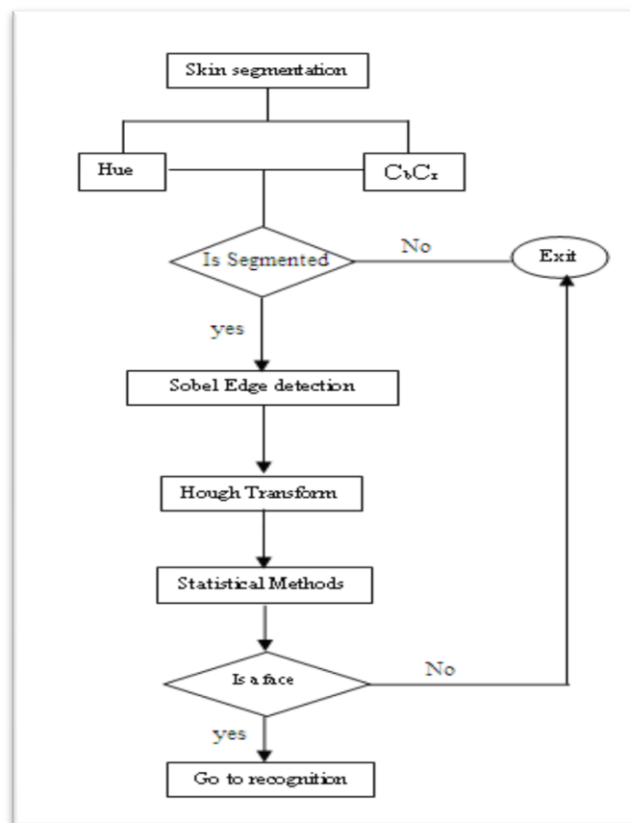 Skin segmentation
Hue
CbCr
Is Segmented
No
Exit
yes
Sobel Edge detection
Hough Transform
Statistical Methods
Is a face
No
yes
Go to recognition